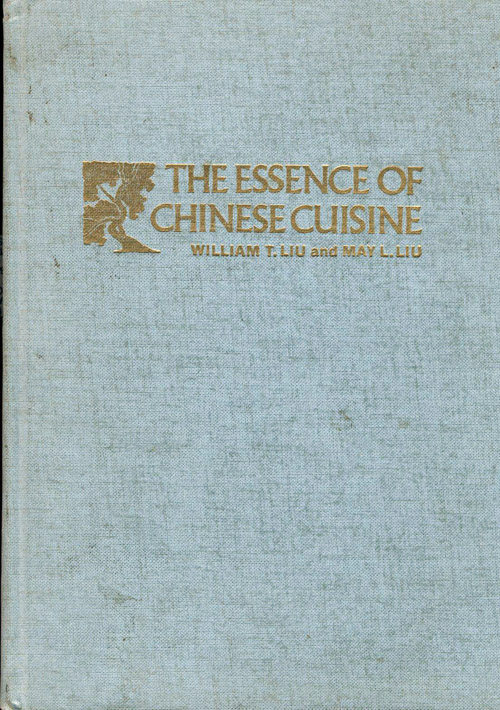 THE ESSENCE OF
CHINESE CUISINE
WILLIAM T. LIU and MAY L. LIU